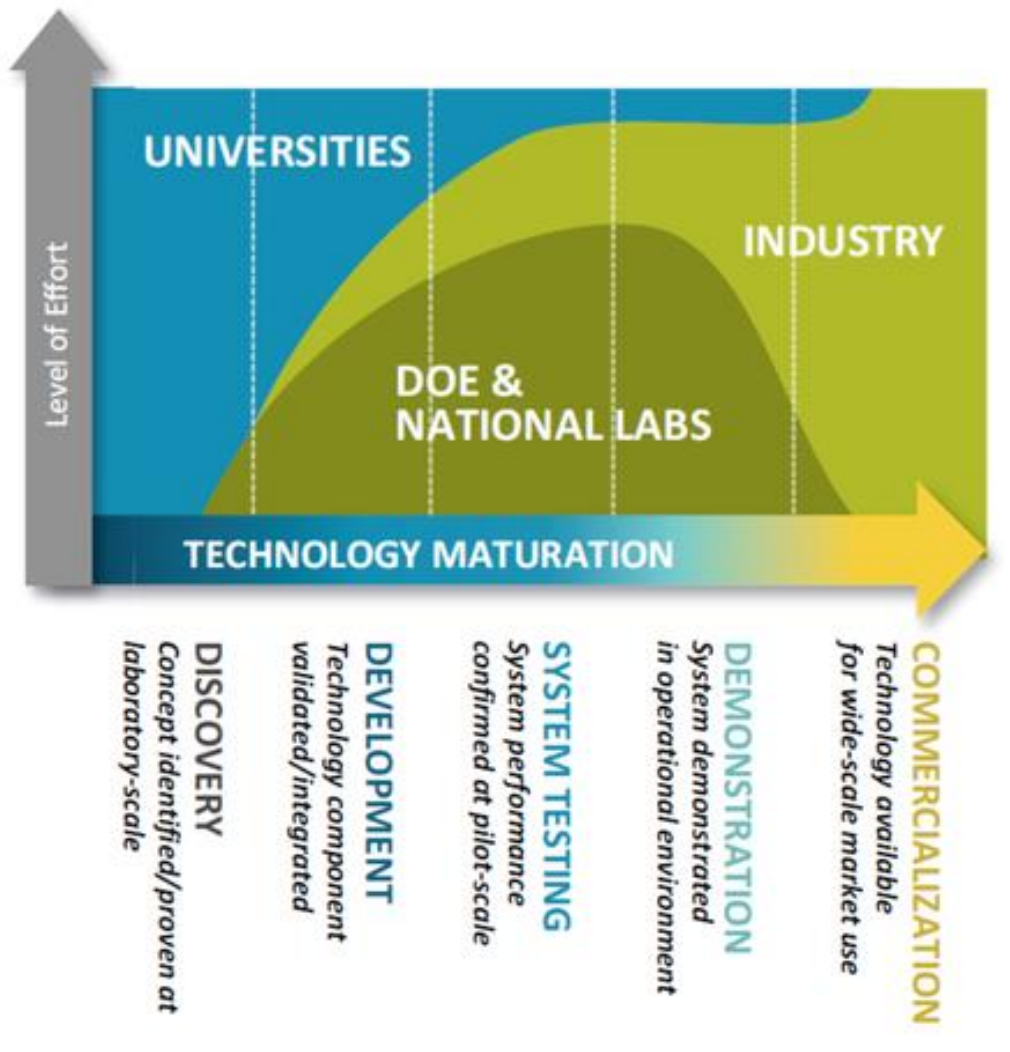 UNIVERSITIES
INDUSTRY
Level of Effort
DOE &
NATIONAL LABS
TECHNOLOGY MATURATION
DISCOVERY
Concept identified/proven at
laboratory-scale
DEVELOPMENT
Technology component
validated/integrated
SYSTEM TESTING
System performance
confirmed at pilot-scale
DEMONSTRATION
System demonstrated
in operational environment
COMMERCIALIZATION
Technology available
for wide-scale market use